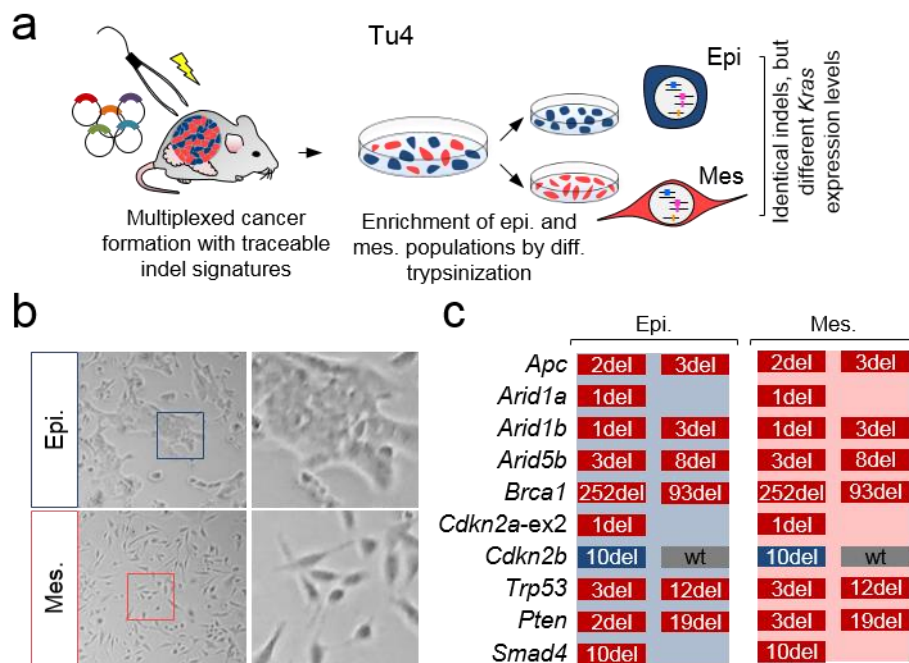 a
Tu4
Epi
Mes
Identical indels, but
different Kras
expression levels
Multiplexed cancer
formation with traceable
indel signatures
Enrichment of epi. and
mes. populations by diff.
trypsinization
b
Epi.
Mes.
c
Epi. Mes.
Apc 2del 3del 2del 3del
Arid1a 1del 1del
Arid1b 1del 3del 1del 3del
Arid5b 3del 8del 3del 8del
Brca1 252del 93del 252del 93del
Cdkn2a-ex2 1del 1del
Cdkn2b 10del wt 10del wt
Trp53 3del 12del 3del 12del
Pten 2del 19del 3del 19del
Smad4 10del 10del